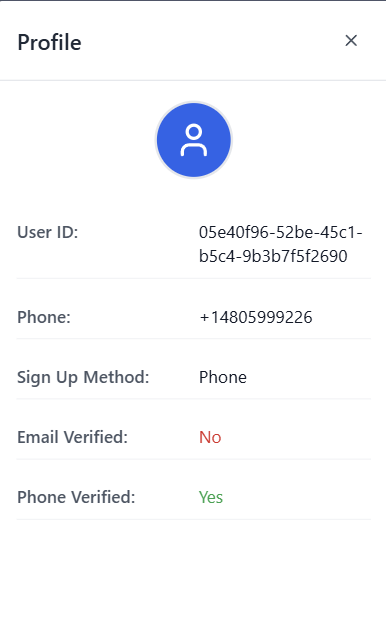 Profile
User ID: 05e40f96-52be-45c1-
b5c4-9b3b7f5f2690
Phone: +14805999226
Sign Up Method: Phone
Email Verified: No
Phone Verified: Yes